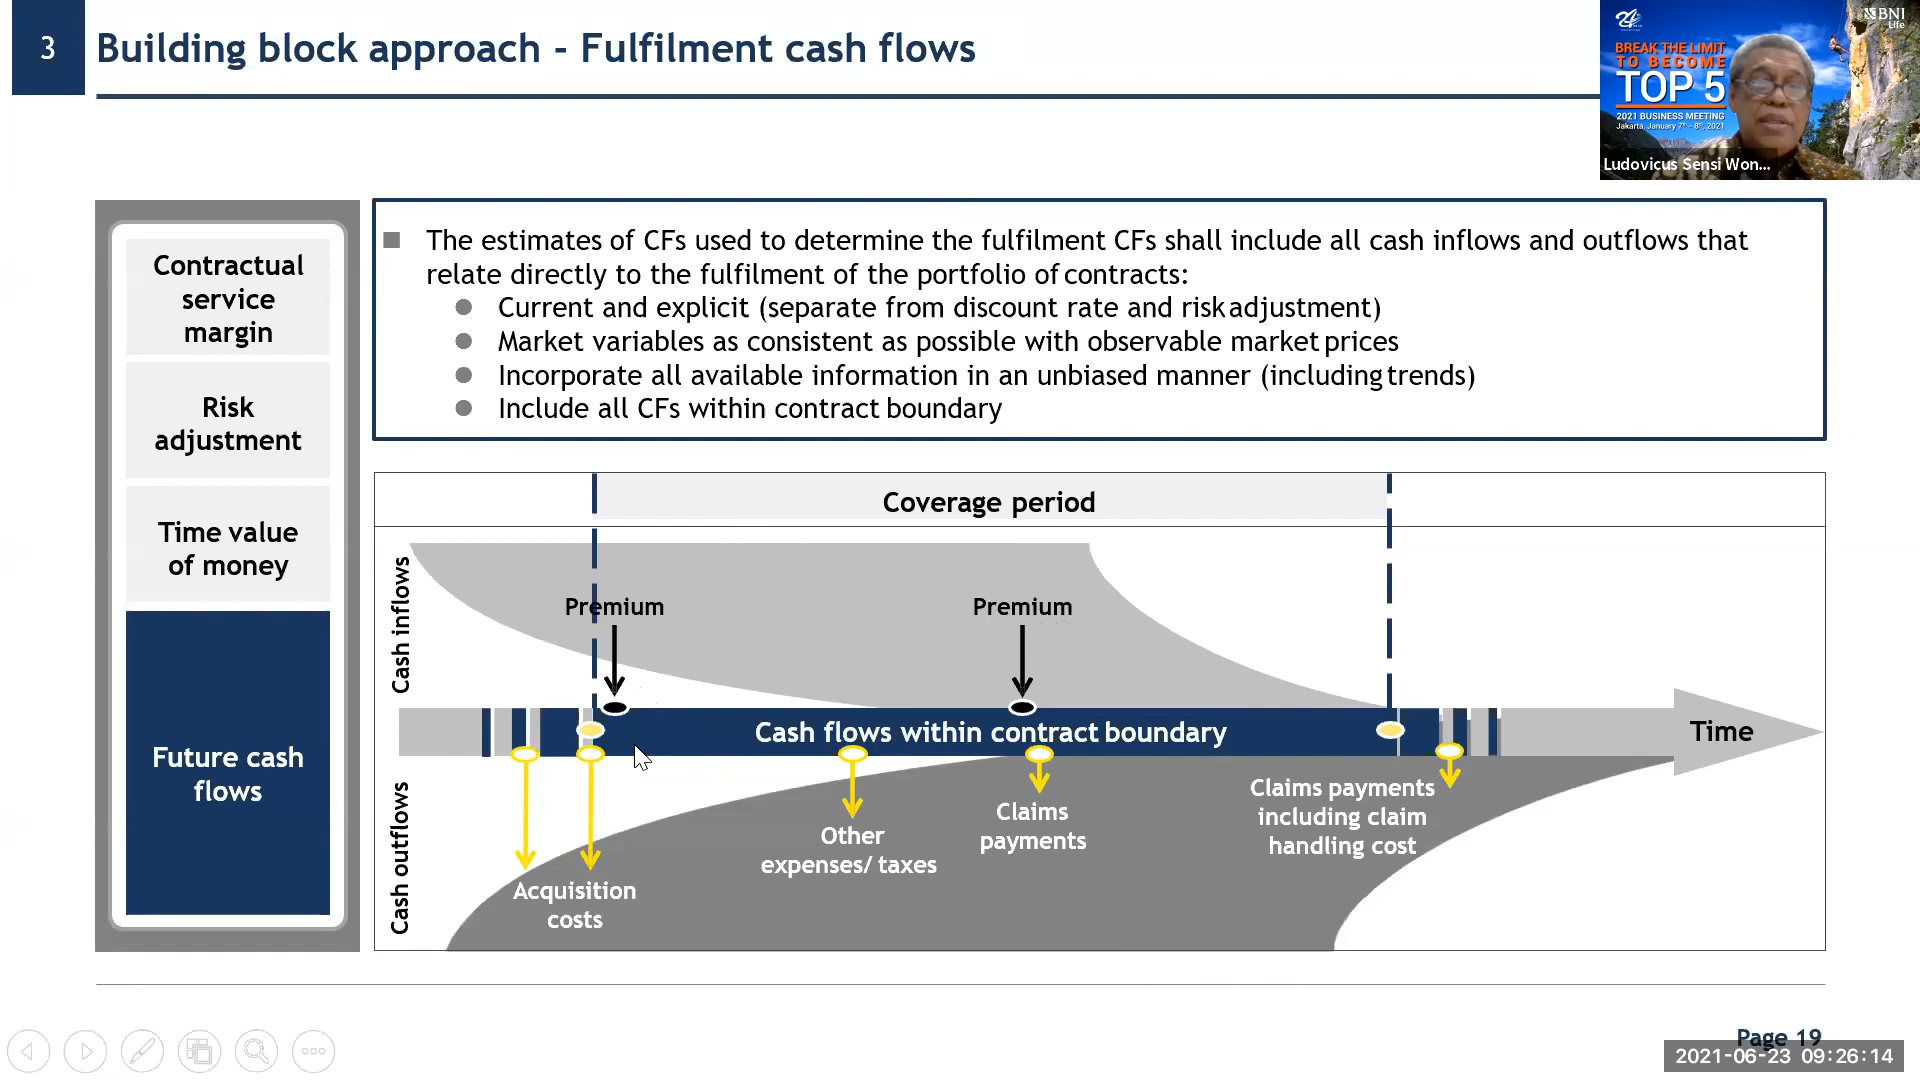 3
Building block approach - Fulfilment cash flows
BNI
Life
BREAK THE LIMIT
TO BECOME
TOP 5
2021 BUSINESS MEETING
Jakarta, January 7th - 8th, 2021
Ludovicus Sensi Won...
Contractual
service
margin
Risk
adjustment
Time value
of money
Future cash
flows
■ The estimates of CFs used to determine the fulfilment CFs shall include all cash inflows and outflows that
relate directly to the fulfilment of the portfolio of contracts:
● Current and explicit (separate from discount rate and risk adjustment)
● Market variables as consistent as possible with observable market prices
● Incorporate all available information in an unbiased manner (including trends)
● Include all CFs within contract boundary
Coverage period
Cash inflows
Premium
Premium
Cash flows within contract boundary
Time
Cash outflows
Acquisition
costs
Other
expenses/ taxes
Claims
payments
Claims payments
including claim
handling cost
Page 19
2021-06-23 09:26:14